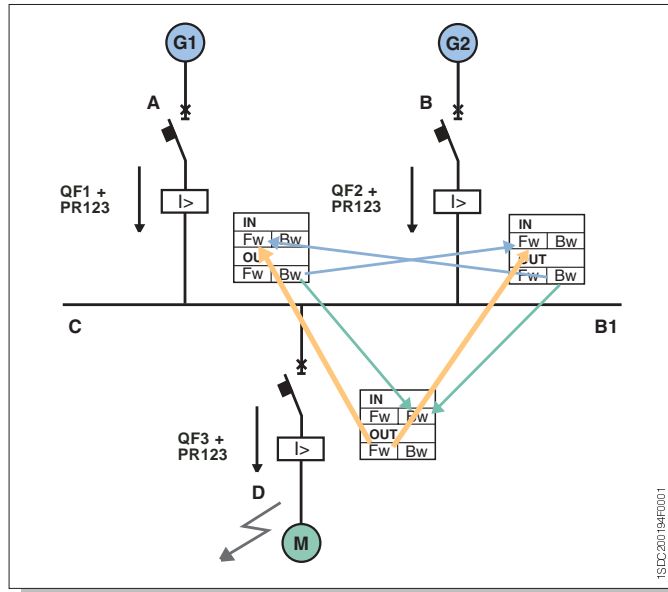 G1
G2
A
B
QF1 +
PR123
I>
QF2 +
PR123
I>
IN
Fw Bw
OUT
Fw Bw
IN
Fw Bw
OUT
Fw Bw
C
B1
IN
Fw Bw
OUT
Fw Bw
QF3 +
PR123
I>
D
M
1SDC200194F0001